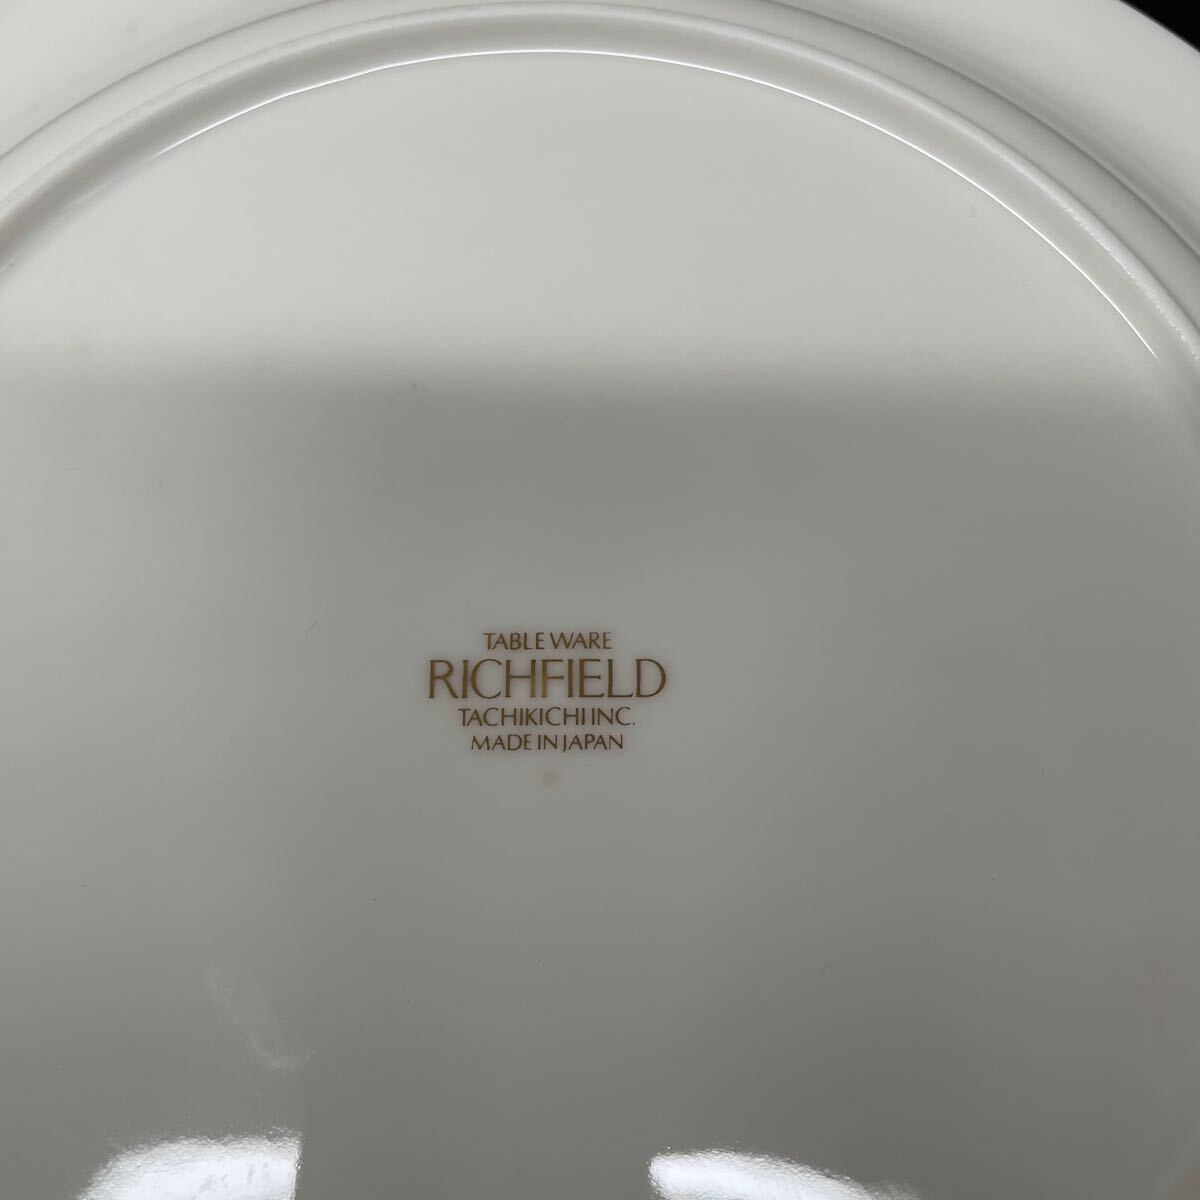 TABLE WARE
RICHFIELD
TACHIKICHI INC.
MADE IN JAPAN